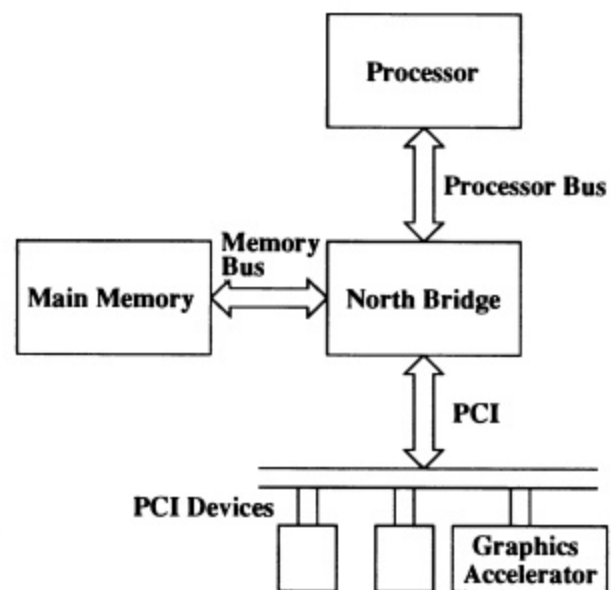 Processor
Processor Bus
Memory
Bus
Main Memory
North Bridge
PCI
PCI Devices
Graphics
Accelerator